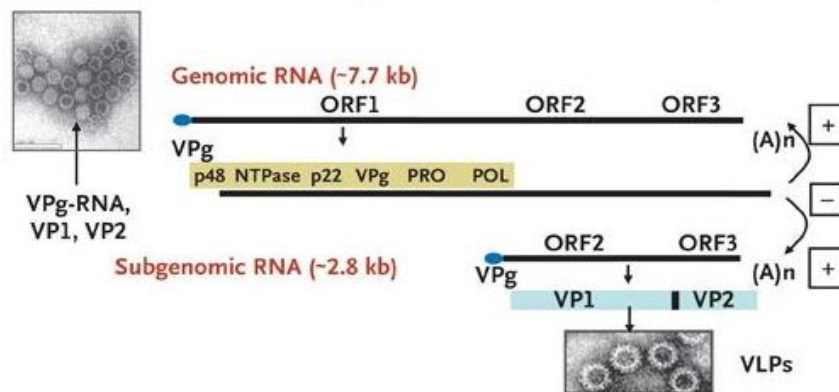 Genomic RNA (~7.7 kb)
ORF1 ORF2 ORF3
VPg
(A)n
+
p48 NTPase p22 VPg PRO POL
−
VPg-RNA,
VP1, VP2
ORF2 ORF3
Subgenomic RNA (~2.8 kb)
VPg
(A)n
+
VP1 VP2
VLPs